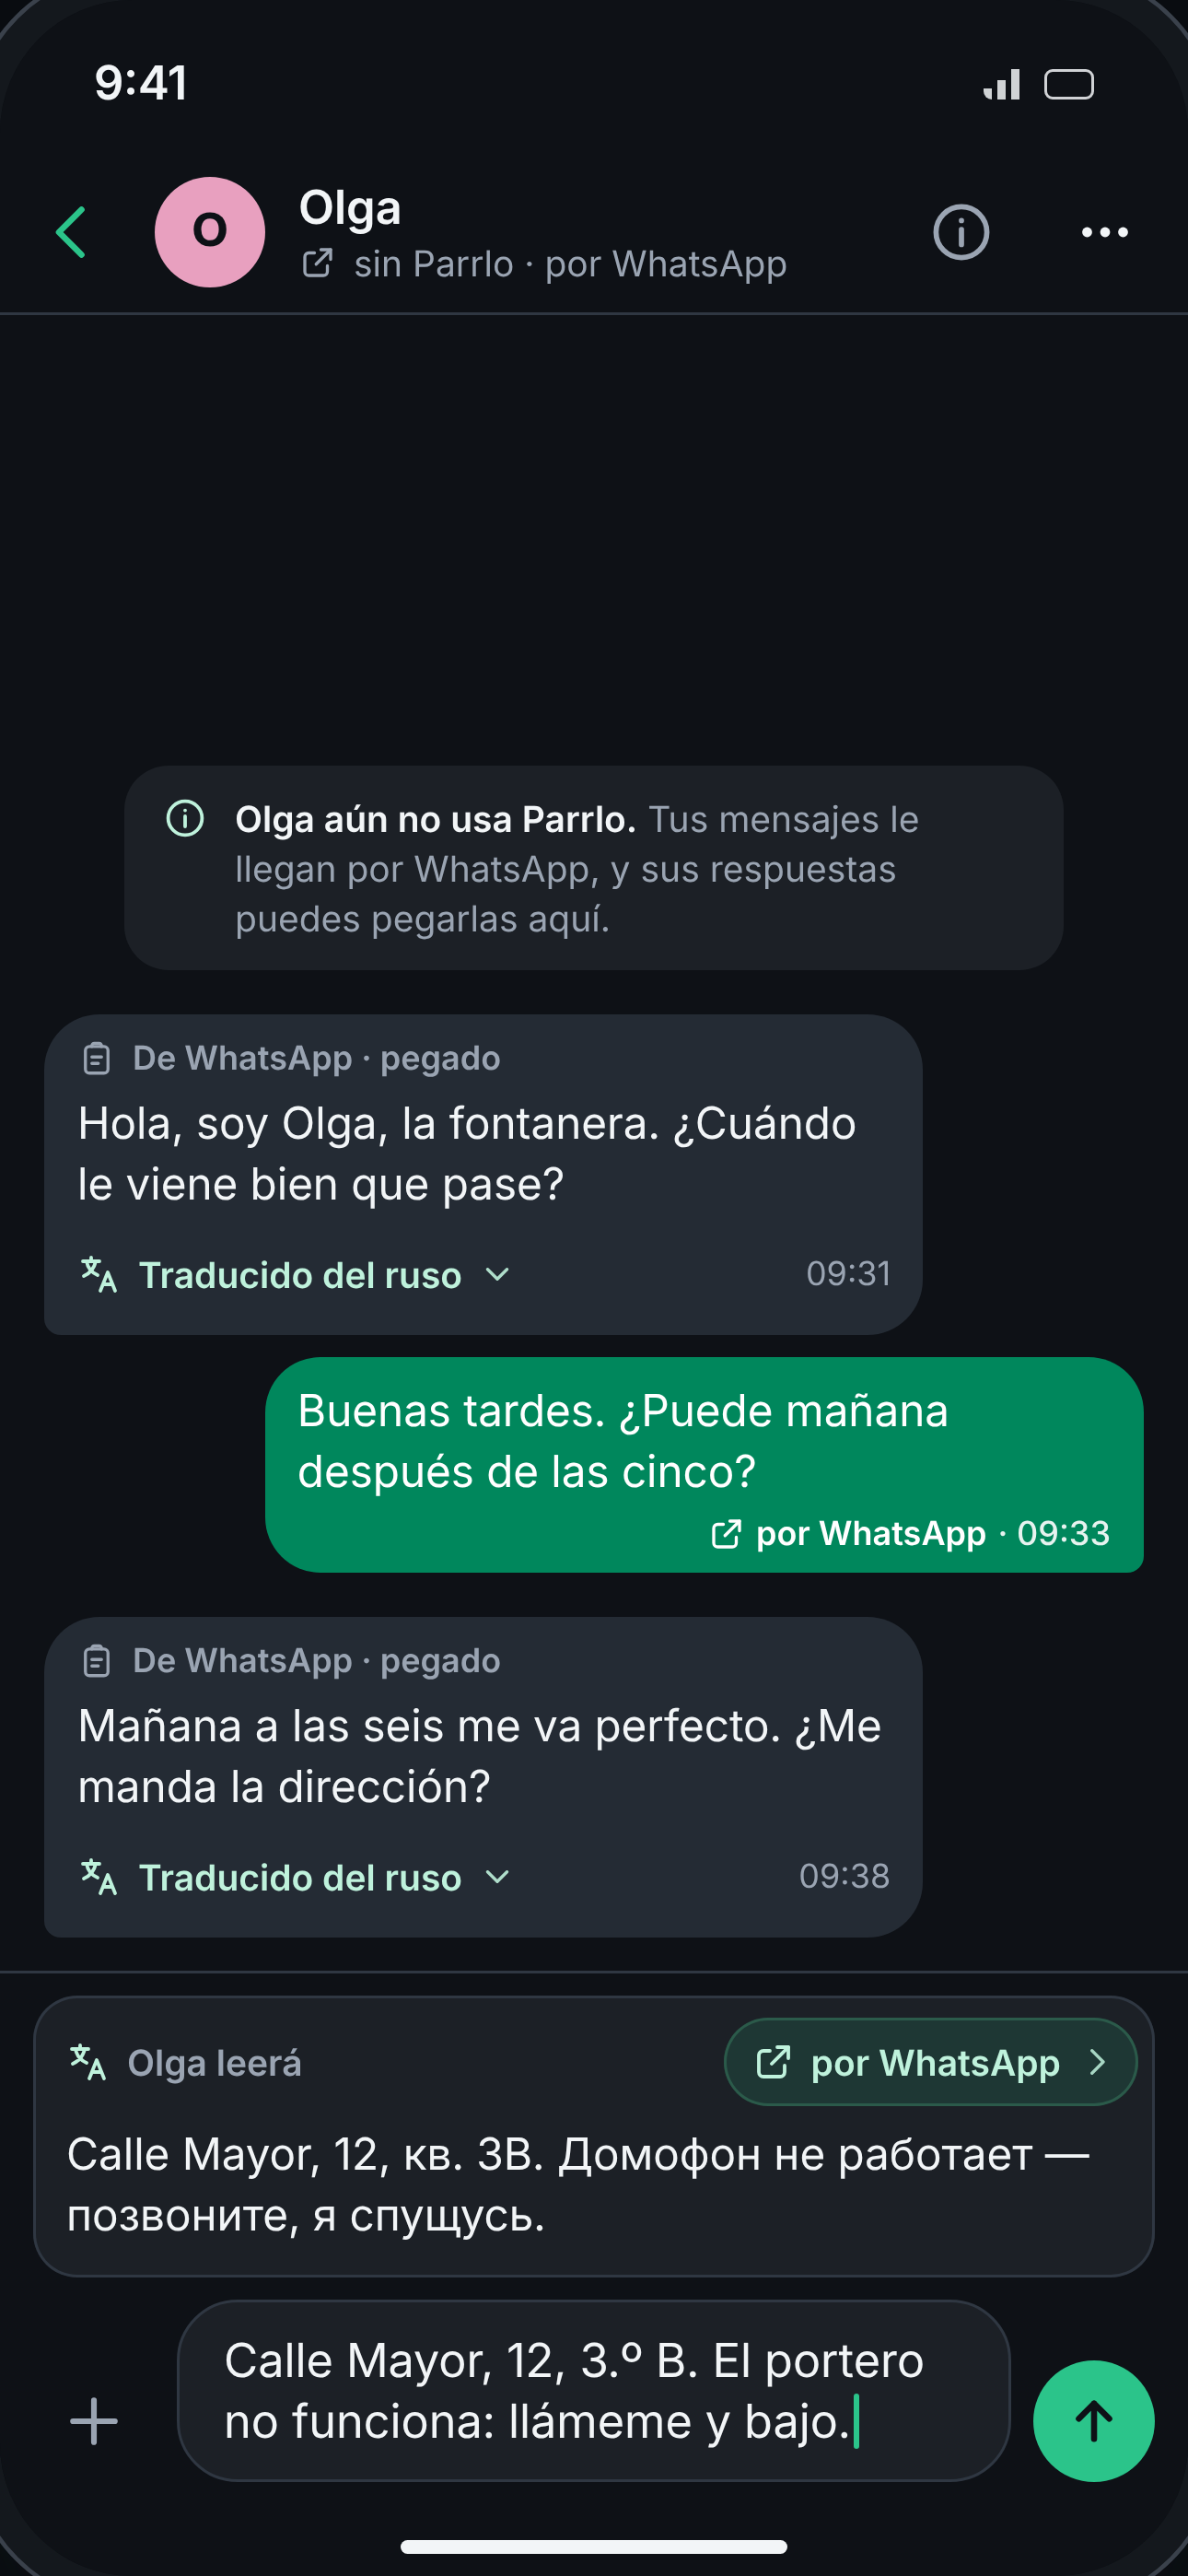 9:41
O
Olga
sin Parrlo · por WhatsApp
Olga aún no usa Parrlo. Tus mensajes le
llegan por WhatsApp, y sus respuestas
puedes pegarlas aquí.
De WhatsApp · pegado
Hola, soy Olga, la fontanera. ¿Cuándo
le viene bien que pase?
Traducido del ruso
09:31
Buenas tardes. ¿Puede mañana
después de las cinco?
por WhatsApp · 09:33
De WhatsApp · pegado
Mañana a las seis me va perfecto. ¿Me
manda la dirección?
Traducido del ruso
09:38
Olga leerá
por WhatsApp
Calle Mayor, 12, кв. 3B. Домофон не работает —
позвоните, я спущусь.
Calle Mayor, 12, 3.º B. El portero
no funciona: llámeme y bajo.